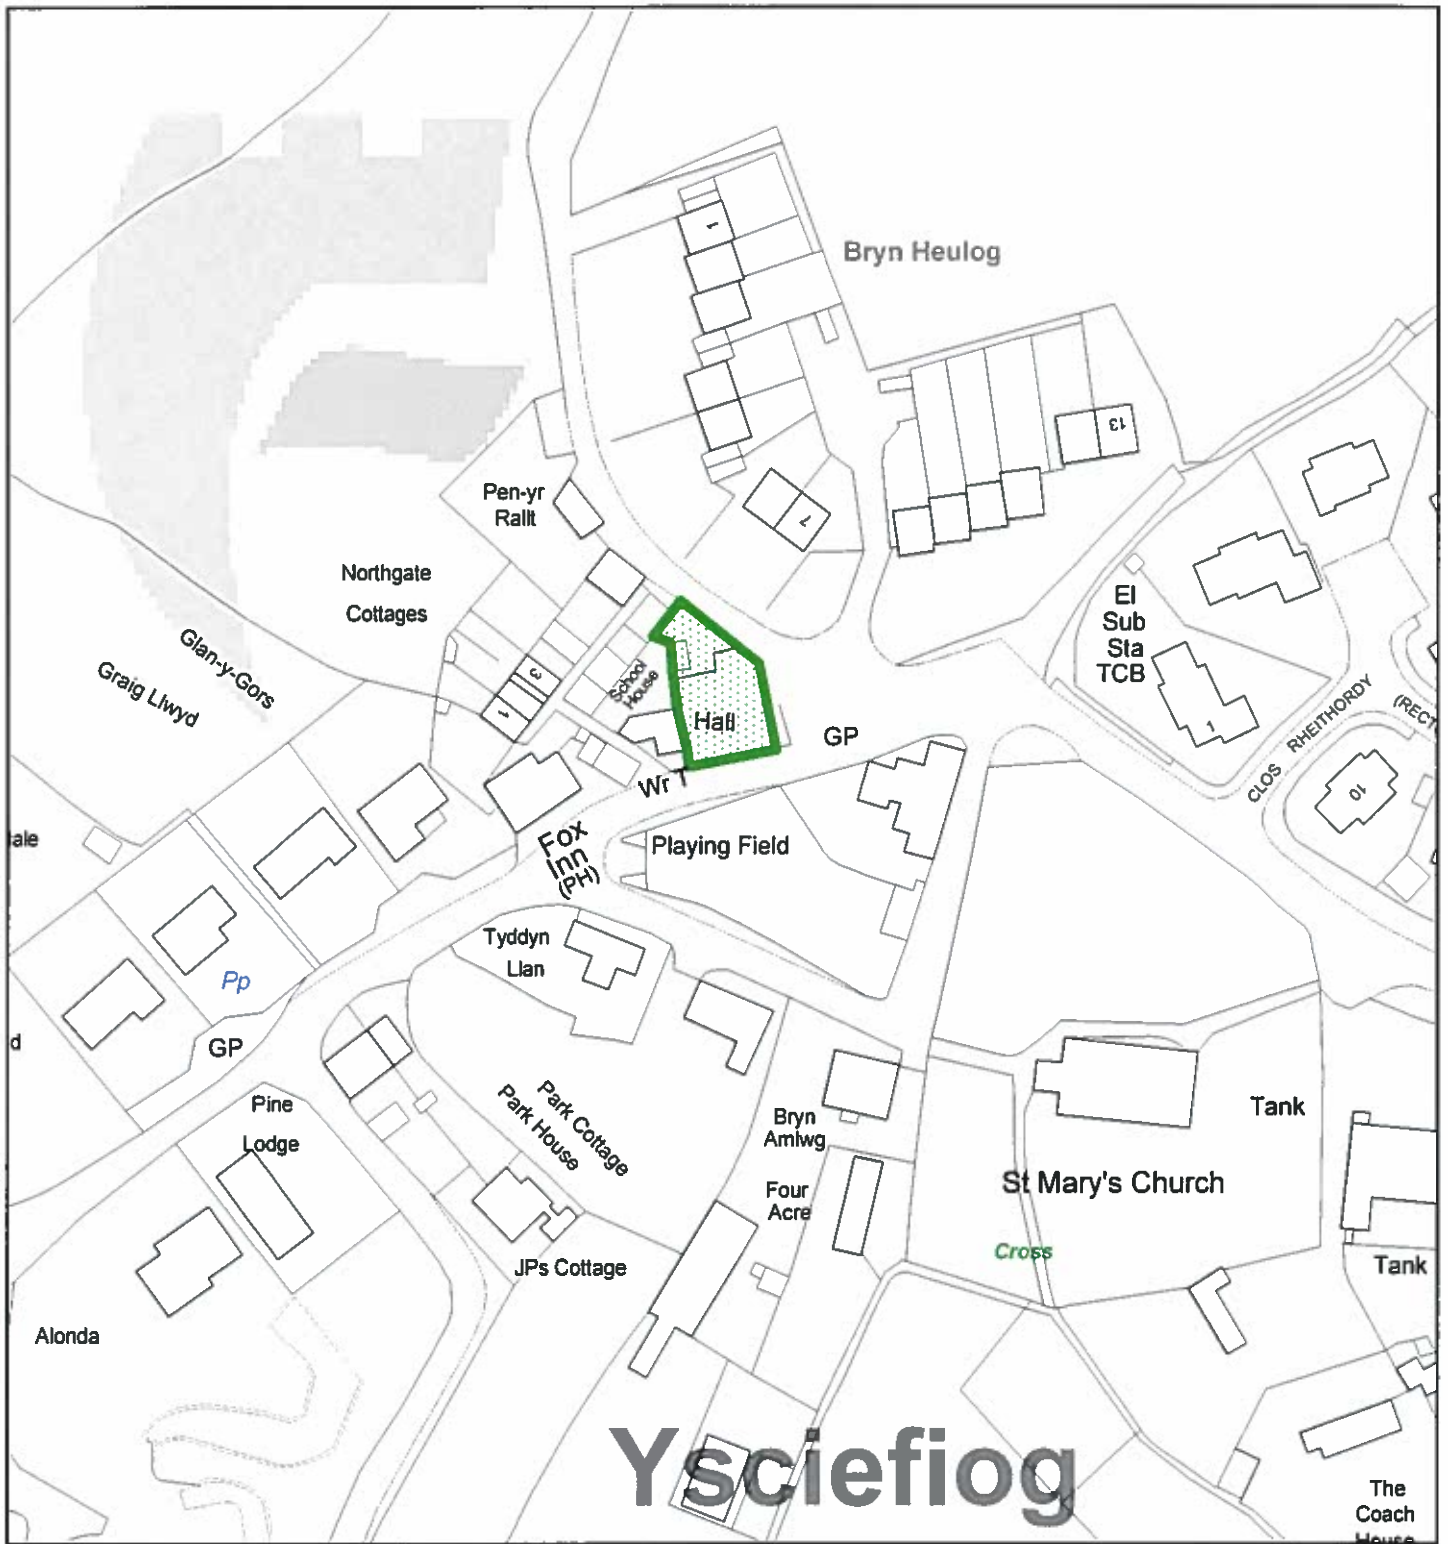 Bryn Heulog
1
13
7
Pen-yr
Rallt
Northgate
Cottages
Glan-y-Gors
Graig Llwyd
3
1
School
House
Hall
GP
Wr T
El
Sub
Sta
TCB
1
CLOS RHEITHORDY
(RECT
10
Fox
Inn
(PH)
Playing Field
Tyddyn
Llan
Pp
GP
d
Pine
Lodge
Park Cottage
Park House
Bryn
Amlwg
Four
Acre
Tank
St Mary's Church
Cross
Tank
JPs Cottage
Alonda
Ysciefiog
The
Coach
House